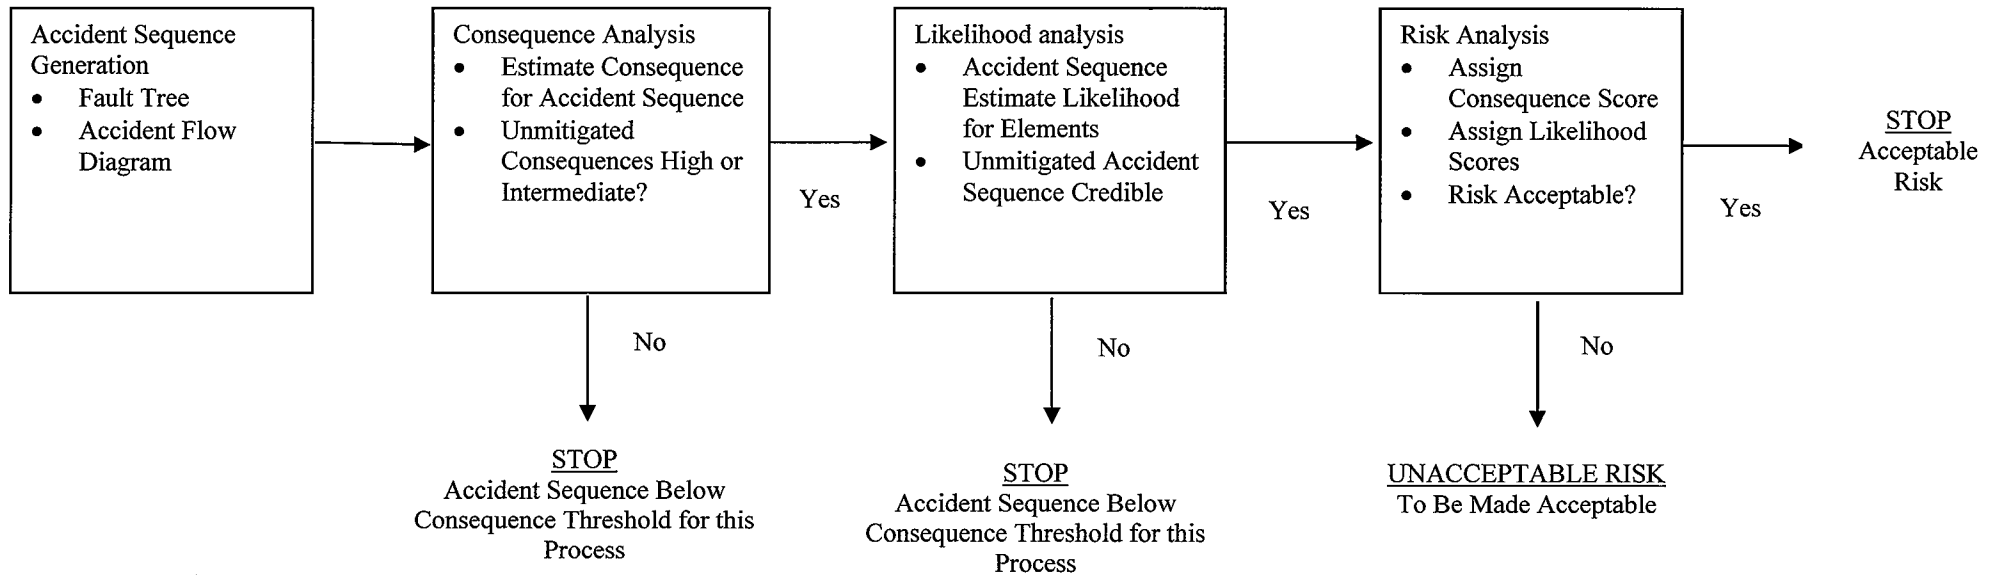 Accident Sequence
Generation
• Fault Tree
• Accident Flow
Diagram
Consequence Analysis
• Estimate Consequence
for Accident Sequence
• Unmitigated
Consequences High or
Intermediate?
Yes
No
STOP
Accident Sequence Below
Consequence Threshold for this
Process
Likelihood analysis
• Accident Sequence
Estimate Likelihood
for Elements
• Unmitigated Accident
Sequence Credible
Yes
No
STOP
Accident Sequence Below
Consequence Threshold for this
Process
Risk Analysis
• Assign
Consequence Score
• Assign Likelihood
Scores
• Risk Acceptable?
Yes
No
UNACCEPTABLE RISK
To Be Made Acceptable
STOP
Acceptable
Risk